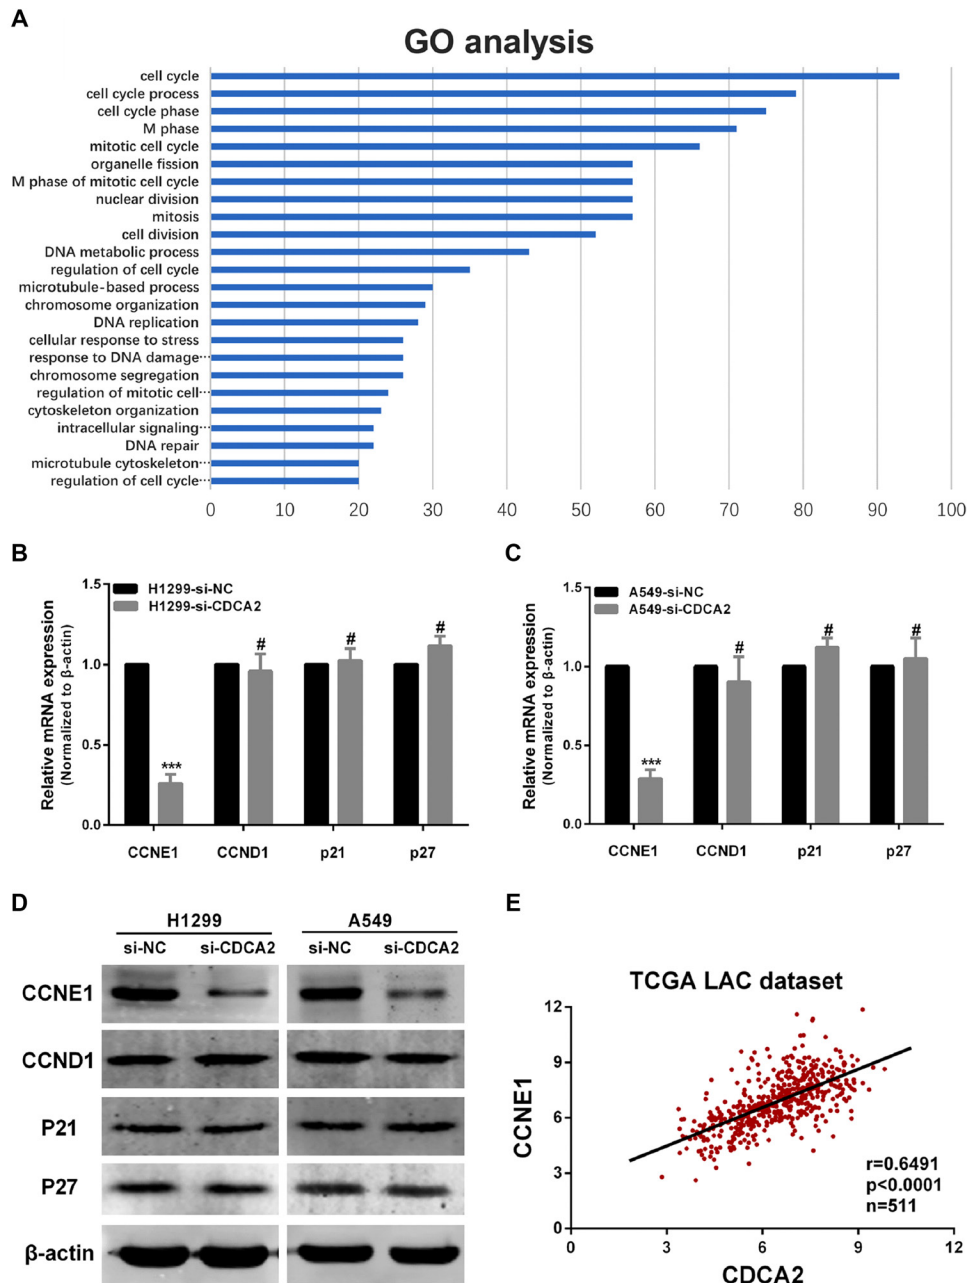 A
GO analysis
cell cycle
cell cycle process
cell cycle phase
M phase
mitotic cell cycle
organelle fission
M phase of mitotic cell cycle
nuclear division
mitosis
cell division
DNA metabolic process
regulation of cell cycle
microtubule-based process
chromosome organization
DNA replication
cellular response to stress
response to DNA damage…
chromosome segregation
regulation of mitotic cell…
cytoskeleton organization
intracellular signaling…
DNA repair
microtubule cytoskeleton…
regulation of cell cycle…
0 10 20 30 40 50 60 70 80 90 100
B
H1299-si-NC
H1299-si-CDCA2
Relative mRNA expression
(Normalized to β-actin)
1.5
1.0
0.5
0.0
***
#
#
#
CCNE1 CCND1 p21 p27
C
A549-si-NC
A549-si-CDCA2
Relative mRNA expression
(Normalized to β-actin)
1.5
1.0
0.5
0.0
***
#
#
#
CCNE1 CCND1 p21 p27
D
H1299 A549
si-NC si-CDCA2 si-NC si-CDCA2
CCNE1
CCND1
P21
P27
β-actin
E
TCGA LAC dataset
CCNE1
12
9
6
3
0
r=0.6491
p<0.0001
n=511
0 3 6 9 12
CDCA2